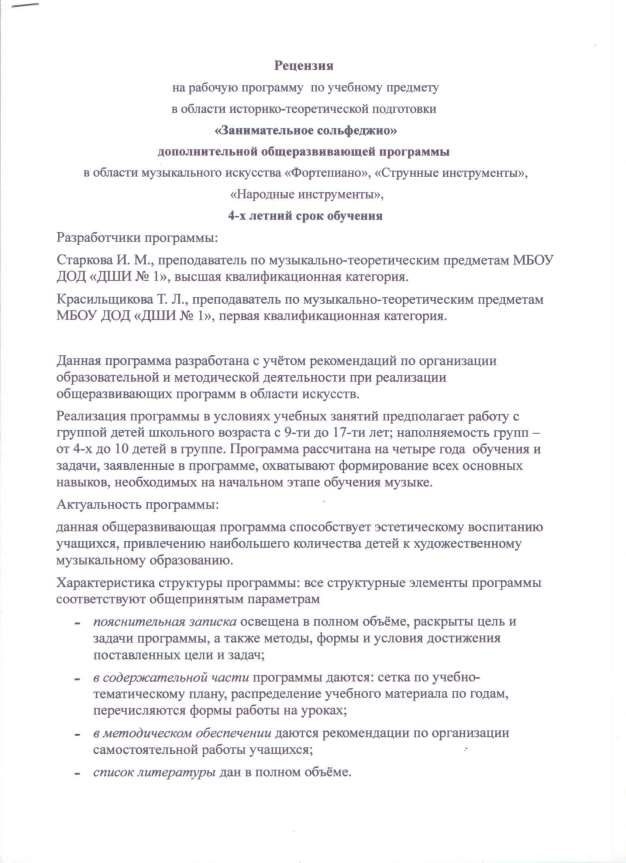 Рецензия
на рабочую программу по учебному предмету
в области историко-теоретической подготовки
«Занимательное сольфеджио»
дополнительной общеразвивающей программы
в области музыкального искусства «Фортепиано», «Струнные инструменты»,
«Народные инструменты»,
4-х летний срок обучения
Разработчики программы:
Старкова И. М., преподаватель по музыкально-теоретическим предметам МБОУ
ДОД «ДШИ № 1», высшая квалификационная категория.
Красильщикова Т. Л., преподаватель по музыкально-теоретическим предметам
МБОУ ДОД «ДШИ № 1», первая квалификационная категория.
Данная программа разработана с учётом рекомендаций по организации
образовательной и методической деятельности при реализации
общеразвивающих программ в области искусств.
Реализация программы в условиях учебных занятий предполагает работу с
группой детей школьного возраста с 9-ти до 17-ти лет; наполняемость групп –
от 4-х до 10 детей в группе. Программа рассчитана на четыре года обучения и
задачи, заявленные в программе, охватывают формирование всех основных
навыков, необходимых на начальном этапе обучения музыке.
Актуальность программы:
данная общеразвивающая программа способствует эстетическому воспитанию
учащихся, привлечению наибольшего количества детей к художественному
музыкальному образованию.
Характеристика структуры программы: все структурные элементы программы
соответствуют общепринятым параметрам
- пояснительная записка освещена в полном объёме, раскрыты цель и
задачи программы, а также методы, формы и условия достижения
поставленных цели и задач;
- в содержательной части программы даются: сетка по учебно-
тематическому плану, распределение учебного материала по годам,
перечисляются формы работы на уроках;
- в методическом обеспечении даются рекомендации по организации
самостоятельной работы учащихся;
- список литературы дан в полном объёме.